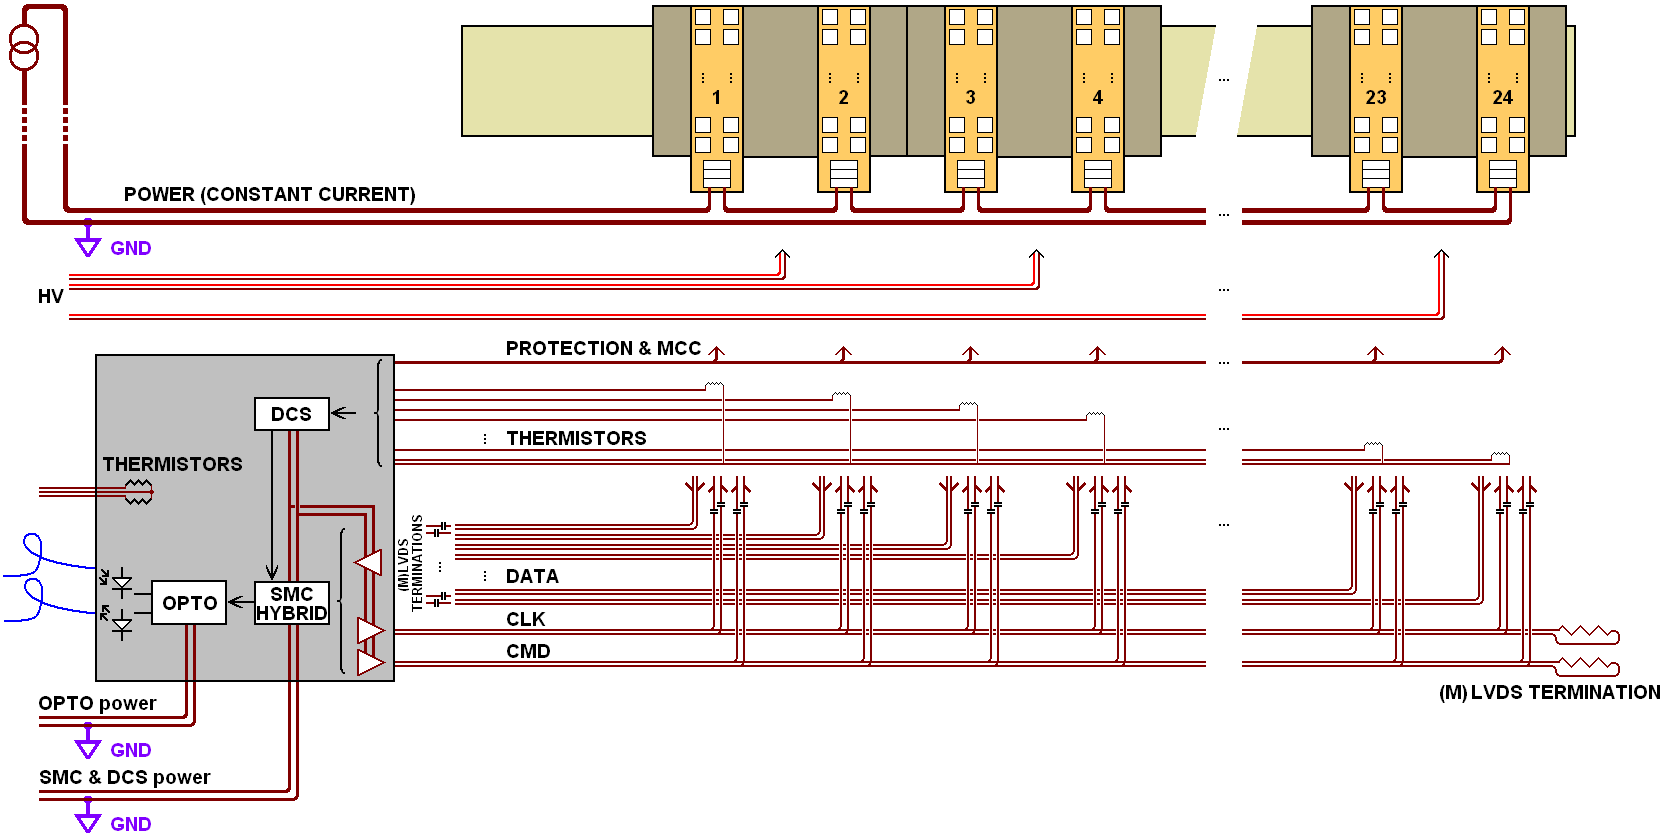 1 2 3 4 23 24
...
POWER (CONSTANT CURRENT)
...
GND
HV
...
PROTECTION & MCC
...
DCS
THERMISTORS
...
THERMISTORS
(M)LVDS
TERMINATIONS
...
DATA
OPTO
SMC
HYBRID
CLK
CMD
(M) LVDS TERMINATION
OPTO power
GND
SMC & DCS power
GND